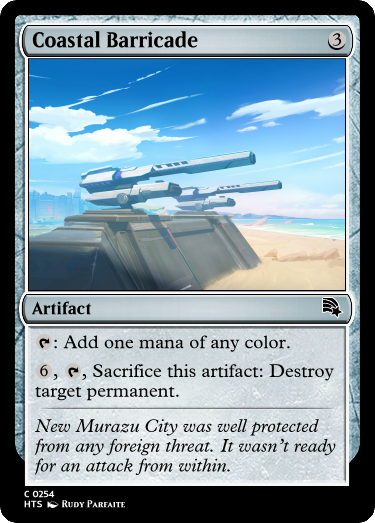 Coastal Barricade 3
Artifact
: Add one mana of any color.
6, , Sacrifice this artifact: Destroy
target permanent.
New Murazu City was well protected
from any foreign threat. It wasn't ready
for an attack from within.
C 0254
HTS Rudy Parfaite